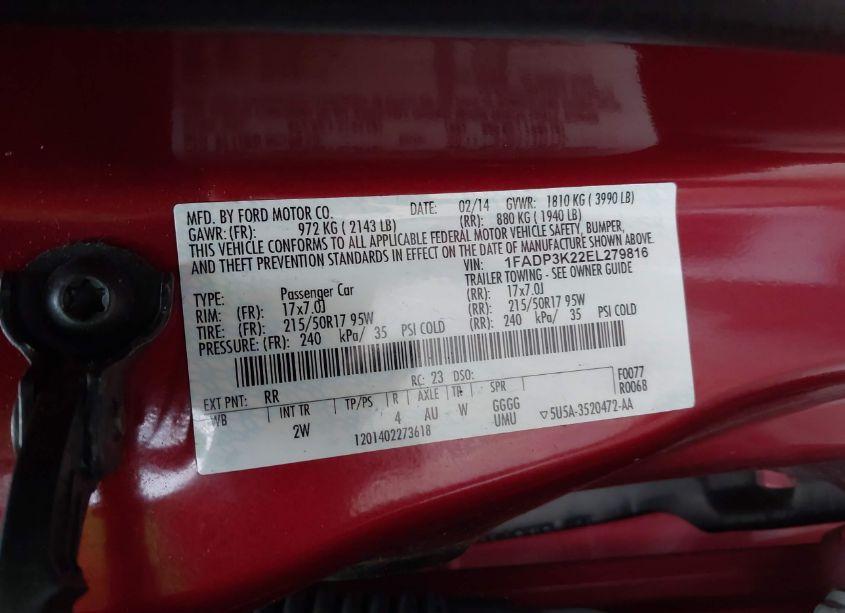 MFD. BY FORD MOTOR CO. DATE: 02/14 GVWR: 1810 KG ( 3990 LB)
GAWR: (FR): 972 KG ( 2143 LB) (RR): 880 KG ( 1940 LB)
THIS VEHICLE CONFORMS TO ALL APPLICABLE FEDERAL MOTOR VEHICLE SAFETY, BUMPER,
AND THEFT PREVENTION STANDARDS IN EFFECT ON THE DATE OF MANUFACTURE SHOWN ABOVE.
VIN: 1FADP3K22EL279816
TYPE: Passenger Car TRAILER TOWING - SEE OWNER GUIDE
RIM: (FR): 17x7.0J (RR): 17x7.0J
TIRE: (FR): 215/50R17 95W (RR): 215/50R17 95W
PRESSURE: (FR): 240 kPa/ 35 PSI COLD (RR): 240 kPa/ 35 PSI COLD
EXT PNT: RR RC: 23 DSO: F0077
R0068
WB INT TR TP/PS R AXLE TR SPR
2W 4 AU W GGGG
UMU
1201402273618 ▽5U5A-3520472-AA